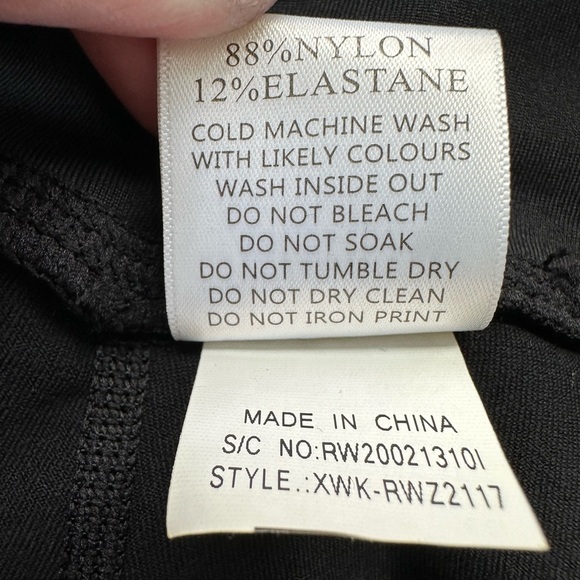 88%NYLON
12%ELASTANE
COLD MACHINE WASH
WITH LIKELY COLOURS
WASH INSIDE OUT
DO NOT BLEACH
DO NOT SOAK
DO NOT TUMBLE DRY
DO NOT DRY CLEAN
DO NOT IRON PRINT
MADE IN CHINA
S/C NO:RW20021310I
STYLE.:XWK-RWZ2117